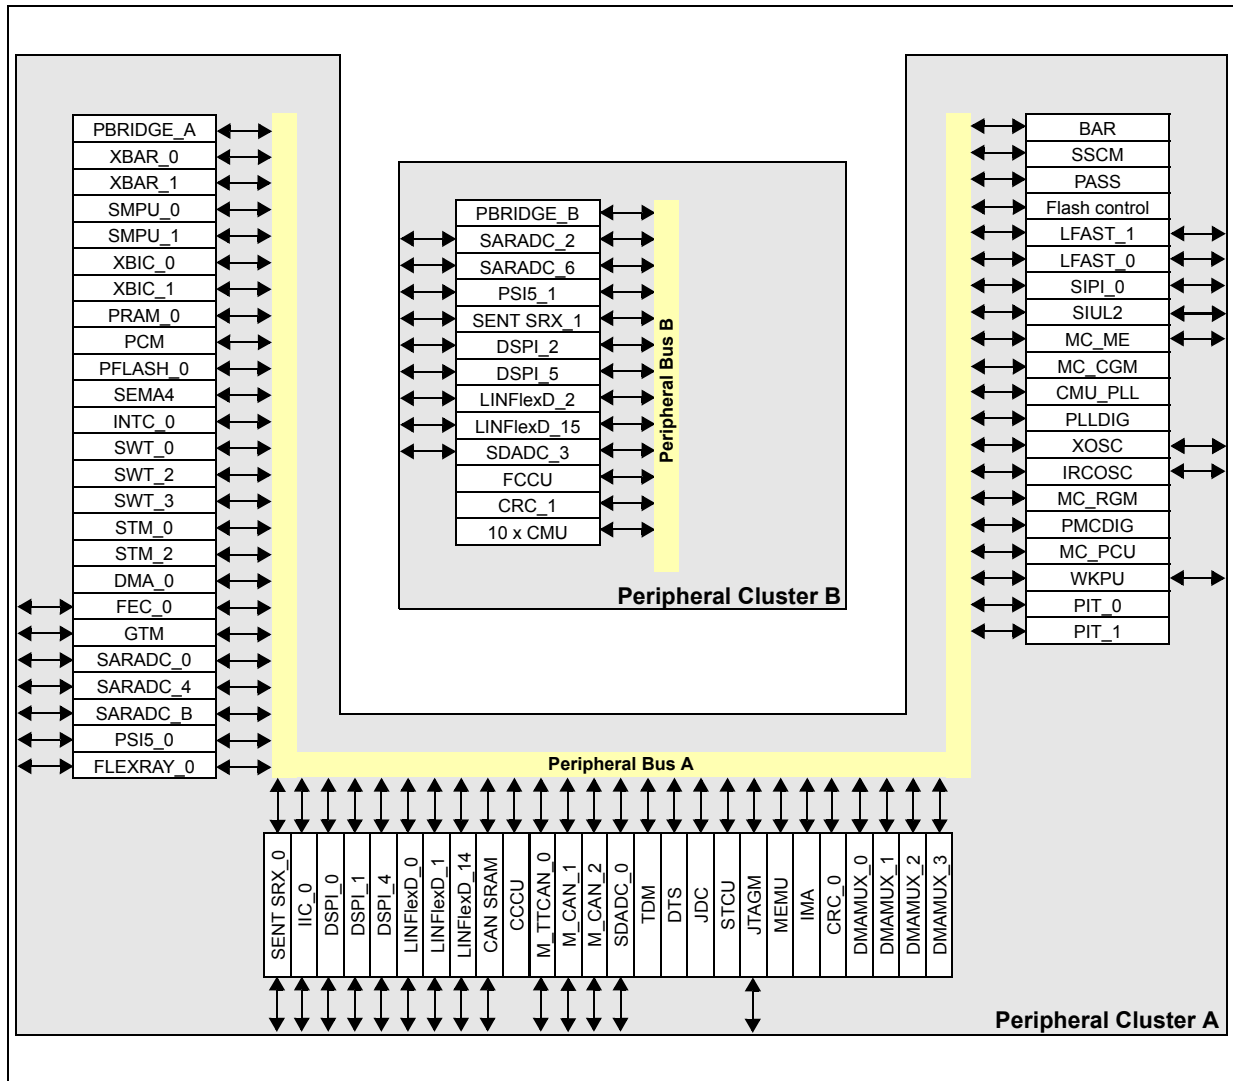 PBRIDGE_A
XBAR_0
XBAR_1
SMPU_0
SMPU_1
XBIC_0
XBIC_1
PRAM_0
PCM
PFLASH_0
SEMA4
INTC_0
SWT_0
SWT_2
SWT_3
STM_0
STM_2
DMA_0
FEC_0
GTM
SARADC_0
SARADC_4
SARADC_B
PSI5_0
FLEXRAY_0
PBRIDGE_B
SARADC_2
SARADC_6
PSI5_1
SENT SRX_1
DSPI_2
DSPI_5
LINFlexD_2
LINFlexD_15
SDADC_3
FCCU
CRC_1
10 x CMU
Peripheral Bus B
Peripheral Cluster B
BAR
SSCM
PASS
Flash control
LFAST_1
LFAST_0
SIPI_0
SIUL2
MC_ME
MC_CGM
CMU_PLL
PLLDIG
XOSC
IRCOSC
MC_RGM
PMCDIG
MC_PCU
WKPU
PIT_0
PIT_1
Peripheral Bus A
SENT SRX_0
IIC_0
DSPI_0
DSPI_1
DSPI_4
LINFlexD_0
LINFlexD_1
LINFlexD_14
CAN SRAM
CCCU
M_TTCAN_0
M_CAN_1
M_CAN_2
SDADC_0
TDM
DTS
JDC
STCU
JTAGM
MEMU
IMA
CRC_0
DMAMUX_0
DMAMUX_1
DMAMUX_2
DMAMUX_3
Peripheral Cluster A